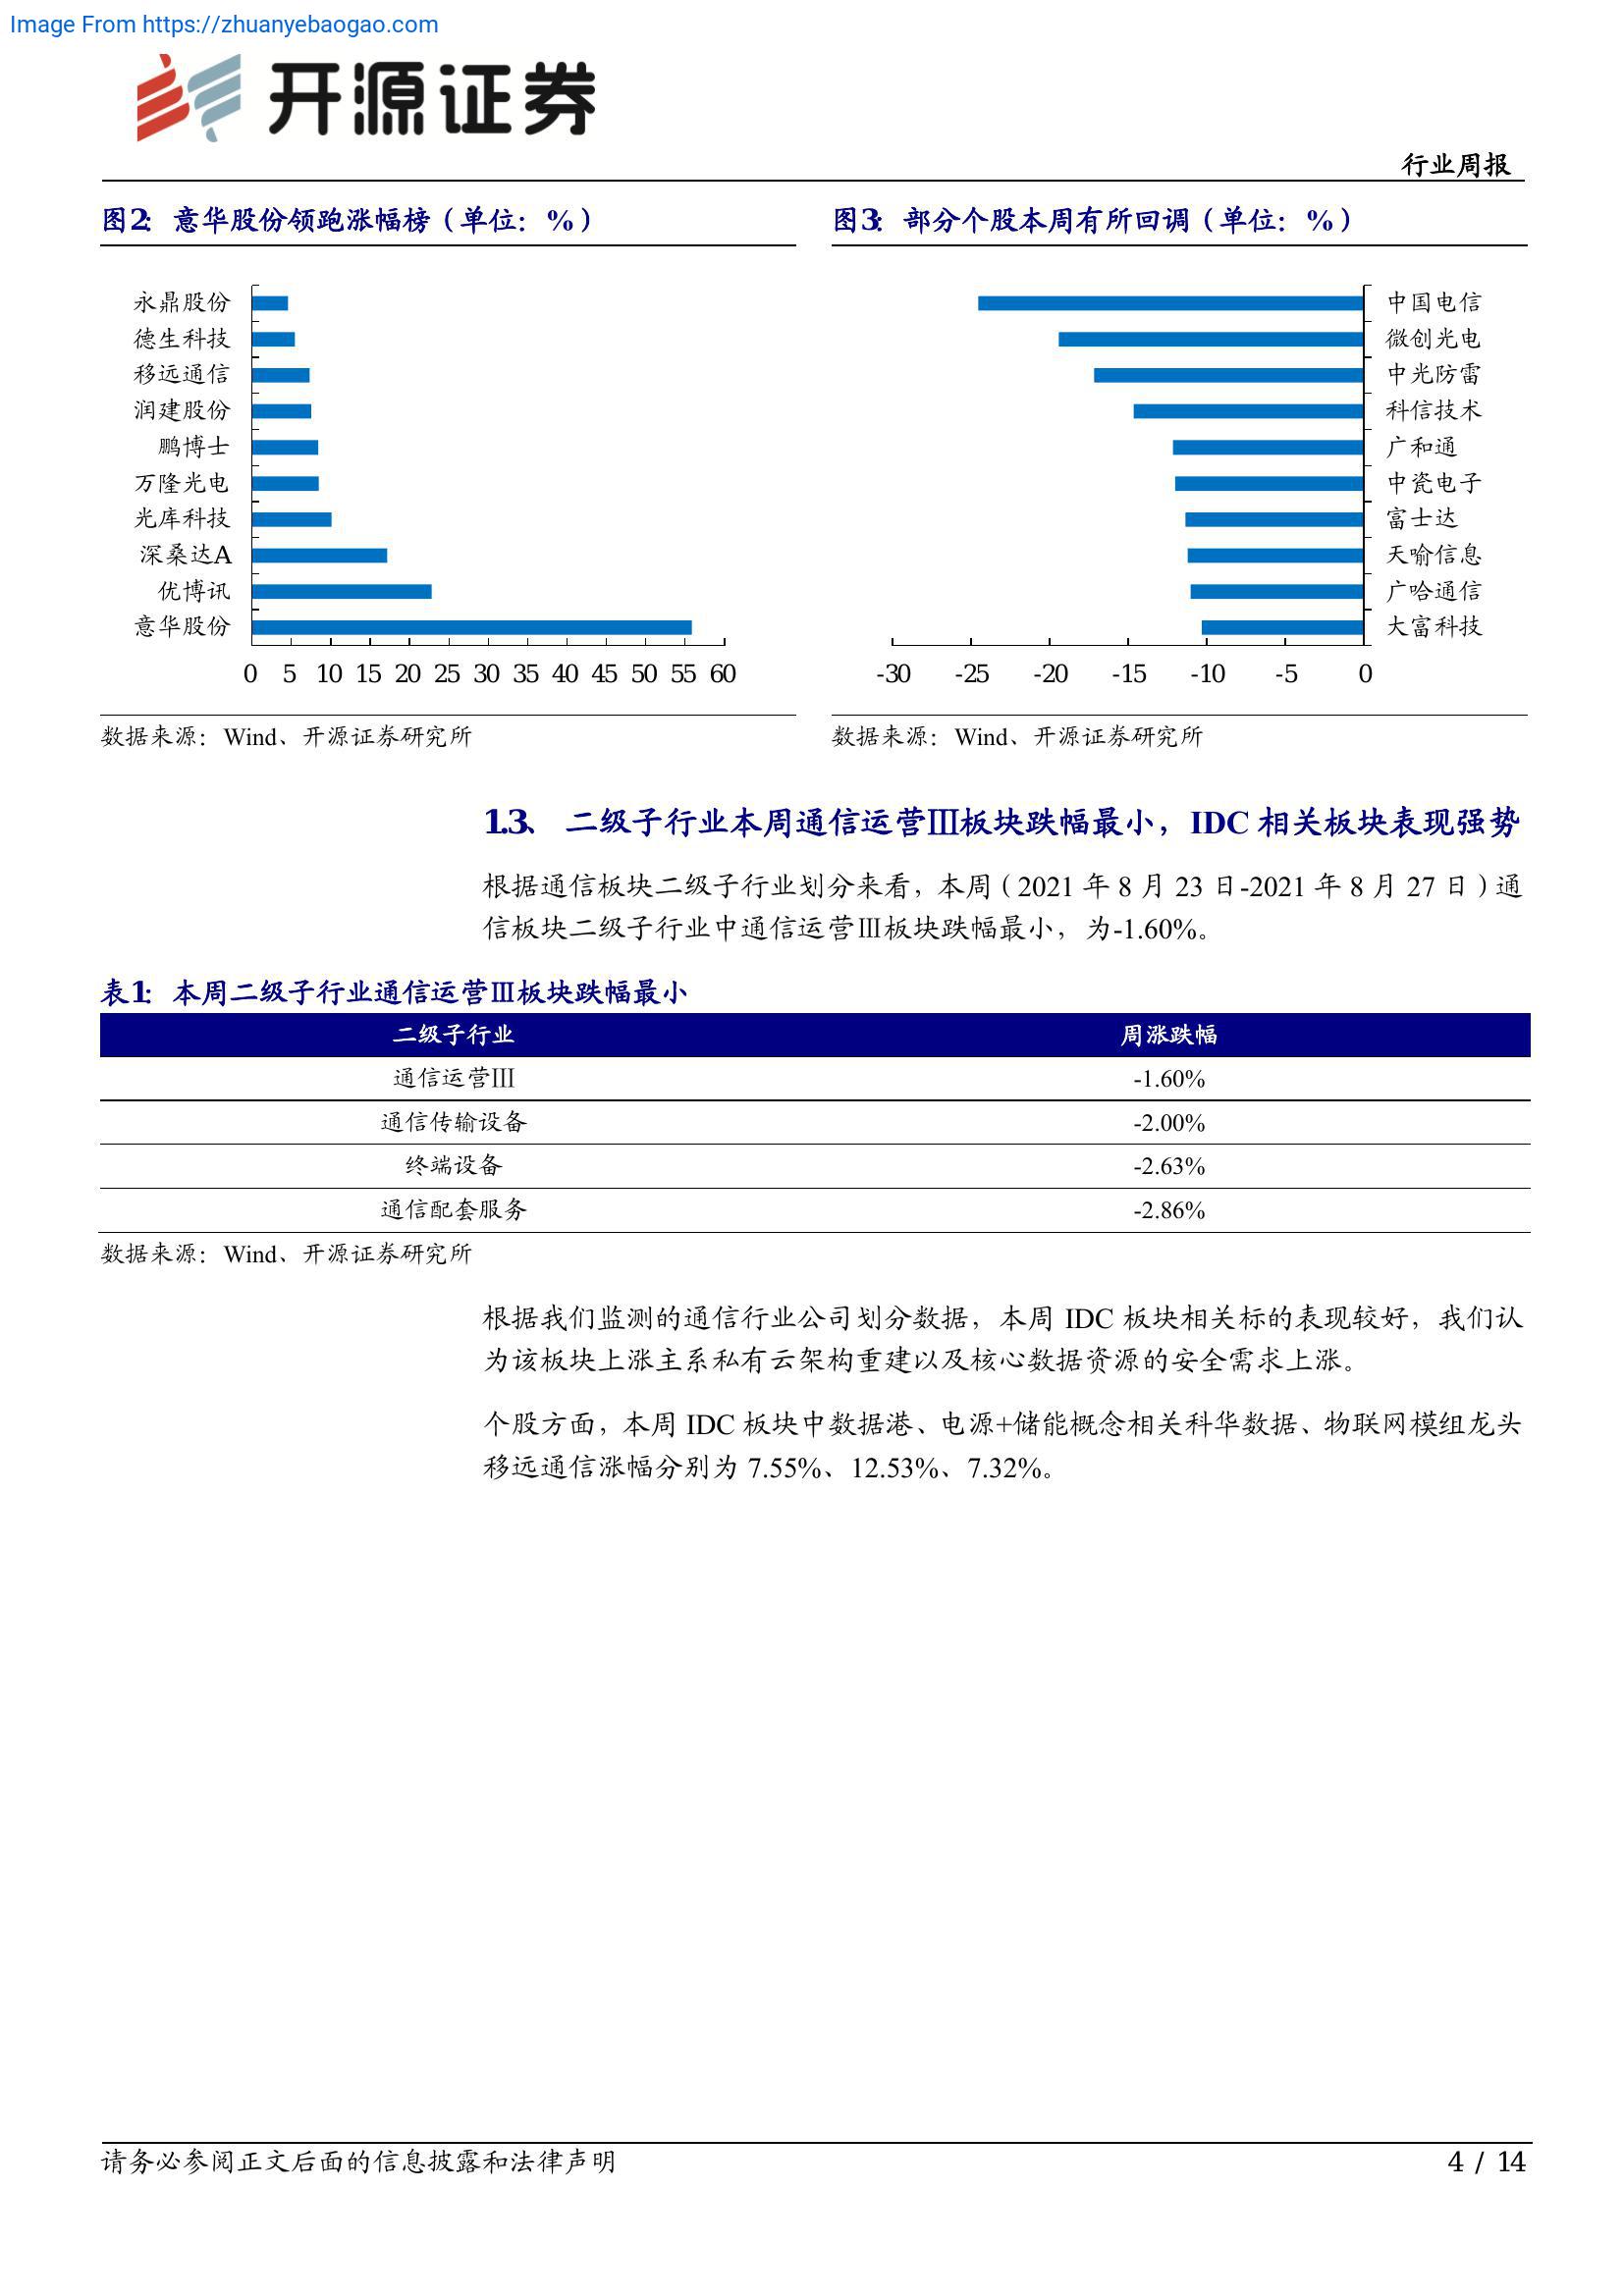 Image From https://zhuanyebaogao.com
开源证券
行业周报
图2：意华股份领跑涨幅榜（单位：%）
永鼎股份
德生科技
移远通信
润建股份
鹏博士
万隆光电
光库科技
深桑达A
优博讯
意华股份
0 5 10 15 20 25 30 35 40 45 50 55 60
数据来源：Wind、开源证券研究所
图3：部分个股本周有所回调（单位：%）
中国电信
微创光电
中光防雷
科信技术
广和通
中瓷电子
富士达
天喻信息
广哈通信
大富科技
-30 -25 -20 -15 -10 -5 0
数据来源：Wind、开源证券研究所
1.3、 二级子行业本周通信运营Ⅲ板块跌幅最小，IDC 相关板块表现强势
根据通信板块二级子行业划分来看，本周（2021 年 8 月 23 日-2021 年 8 月 27 日）通
信板块二级子行业中通信运营Ⅲ板块跌幅最小，为-1.60%。
表1：本周二级子行业通信运营Ⅲ板块跌幅最小
二级子行业 周涨跌幅
通信运营Ⅲ -1.60%
通信传输设备 -2.00%
终端设备 -2.63%
通信配套服务 -2.86%
数据来源：Wind、开源证券研究所
根据我们监测的通信行业公司划分数据，本周 IDC 板块相关标的表现较好，我们认
为该板块上涨主系私有云架构重建以及核心数据资源的安全需求上涨。
个股方面，本周 IDC 板块中数据港、电源+储能概念相关科华数据、物联网模组龙头
移远通信涨幅分别为 7.55%、12.53%、7.32%。
请务必参阅正文后面的信息披露和法律声明
4 / 14